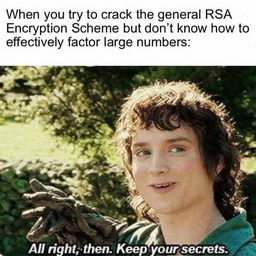 When you try to crack the general RSA
Encryption Scheme but don't know how to
effectively factor large numbers:
All right, then. Keep your secrets.